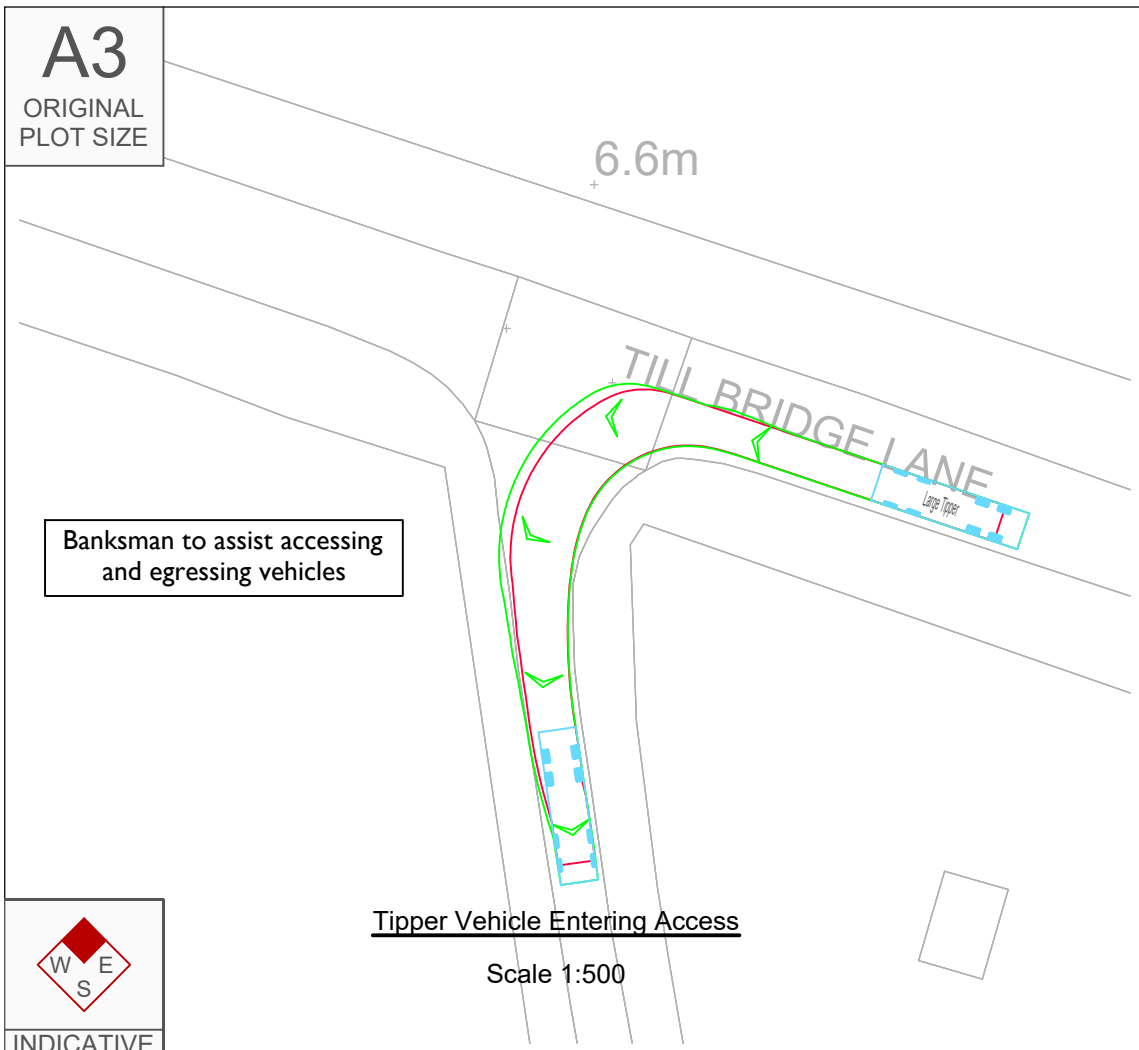 A3
ORIGINAL
PLOT SIZE
6.6m
TILL BRIDGE LANE
Large Tipper
Banksman to assist accessing
and egressing vehicles
Tipper Vehicle Entering Access
Scale 1:500
W E
S
INDICATIVE